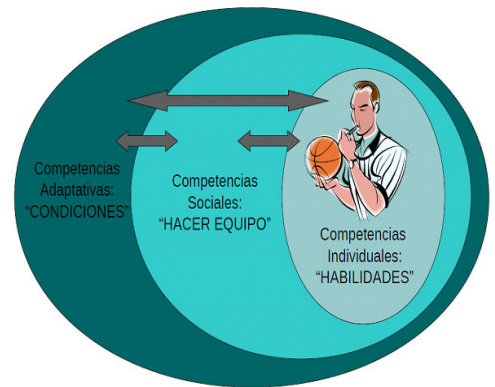 Competencias
Adaptativas:
“CONDICIONES”
Competencias
Sociales:
“HACER EQUIPO”
Competencias
Individuales:
“HABILIDADES”